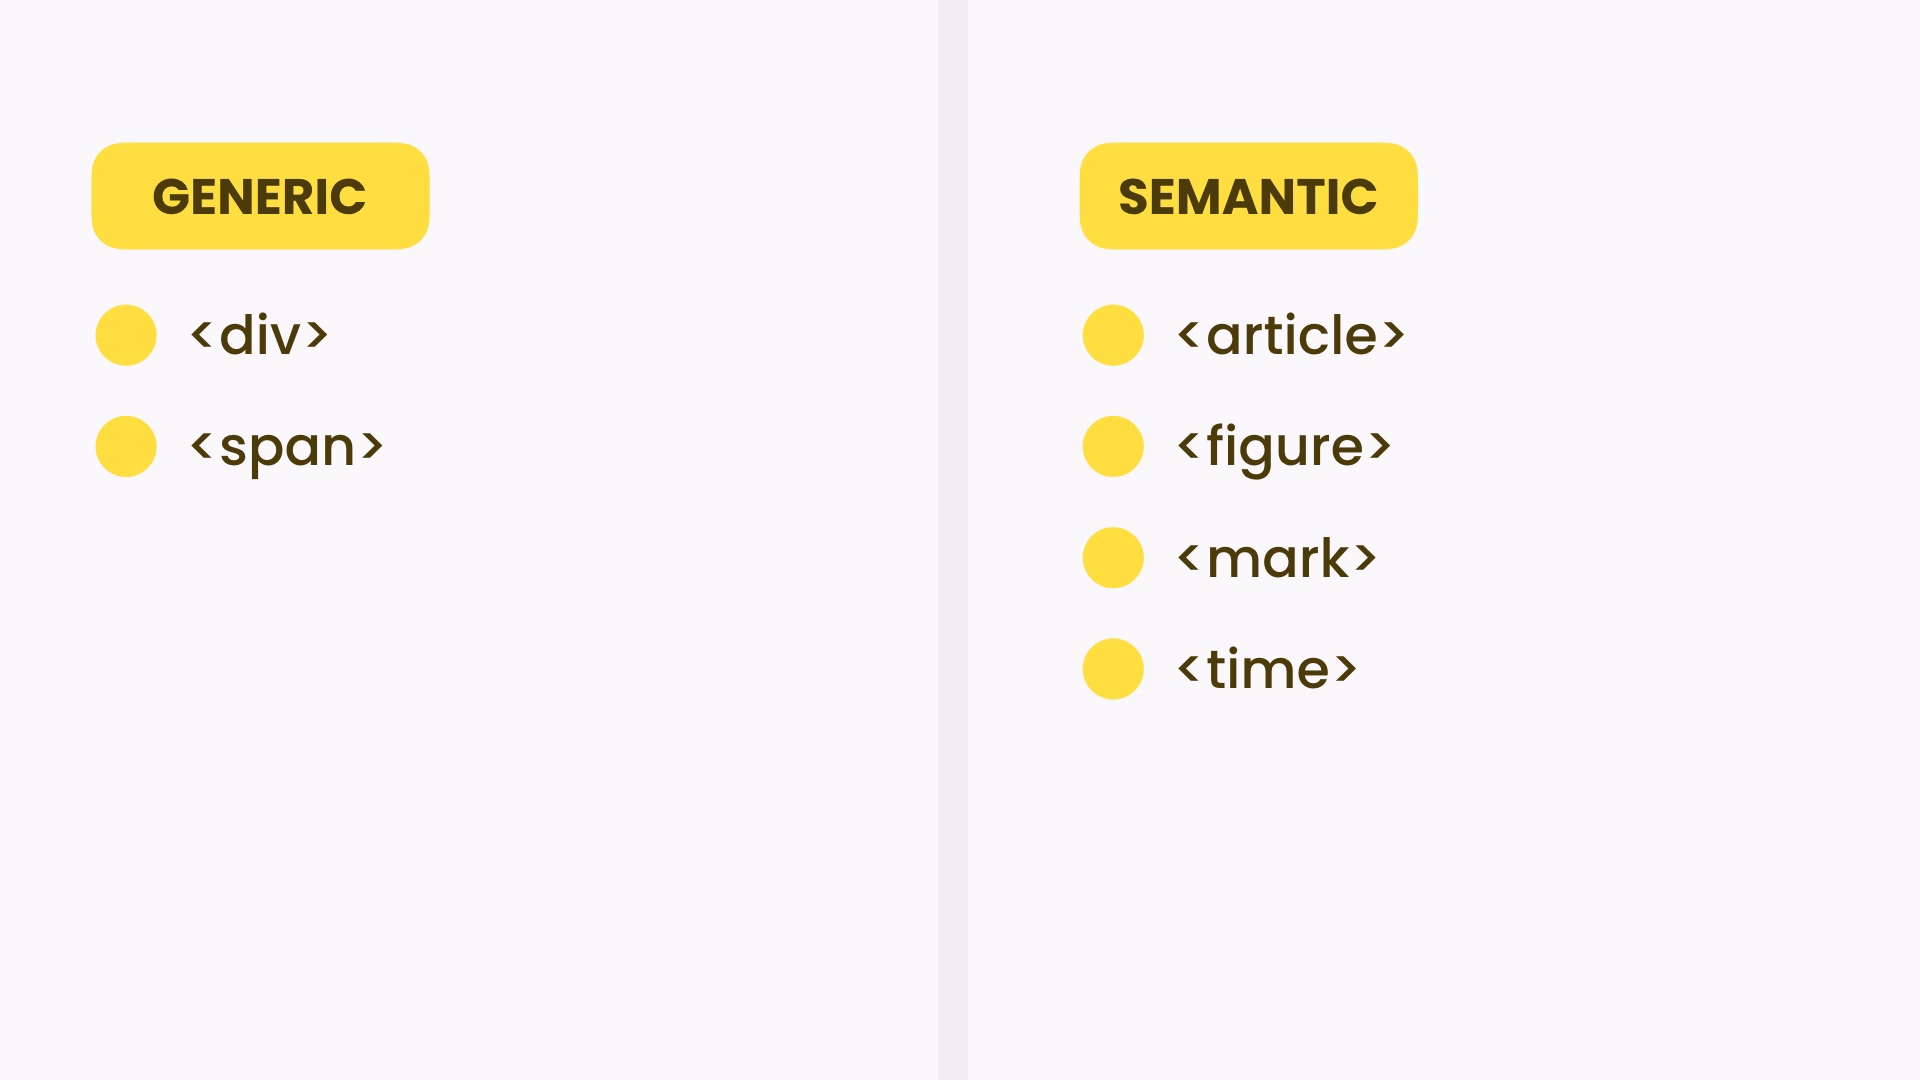 GENERIC
<div>
<span>
SEMANTIC
<article>
<figure>
<mark>
<time>